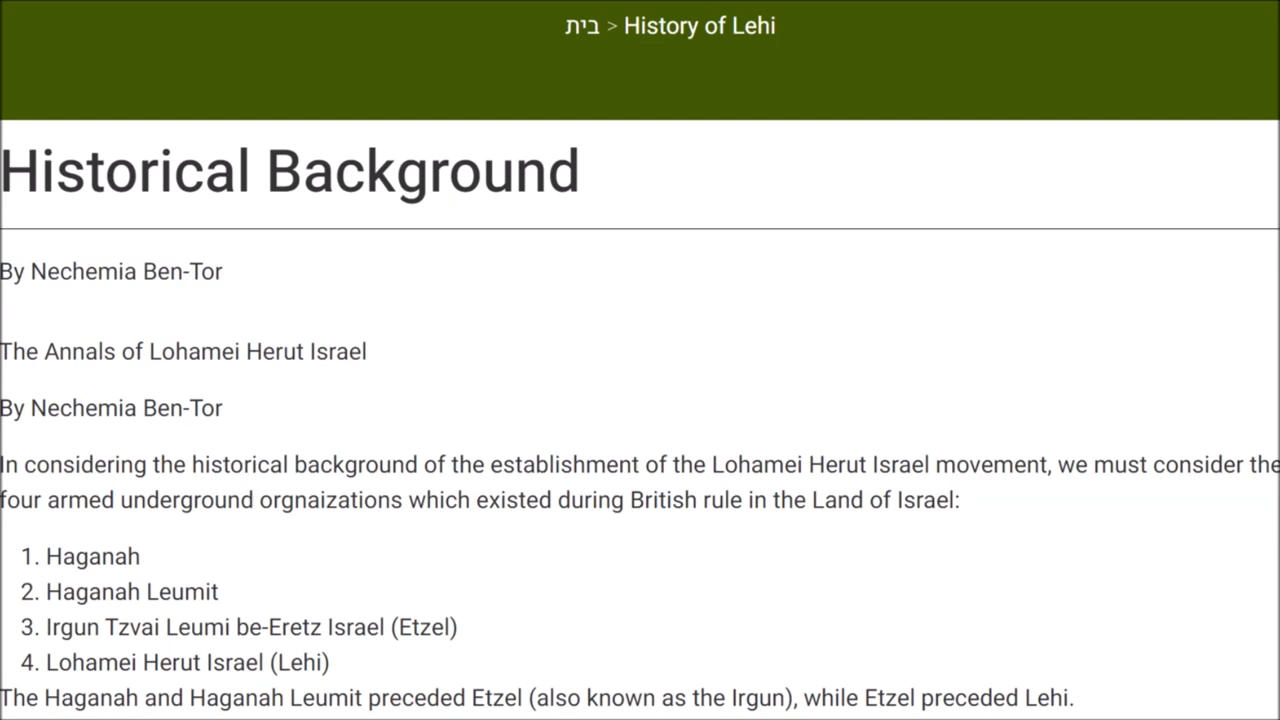 בית > History of Lehi
Historical Background
By Nechemia Ben-Tor
The Annals of Lohamei Herut Israel
By Nechemia Ben-Tor
In considering the historical background of the establishment of the Lohamei Herut Israel movement, we must consider the
four armed underground orgnaizations which existed during British rule in the Land of Israel:
1. Haganah
2. Haganah Leumit
3. Irgun Tzvai Leumi be-Eretz Israel (Etzel)
4. Lohamei Herut Israel (Lehi)
The Haganah and Haganah Leumit preceded Etzel (also known as the Irgun), while Etzel preceded Lehi.